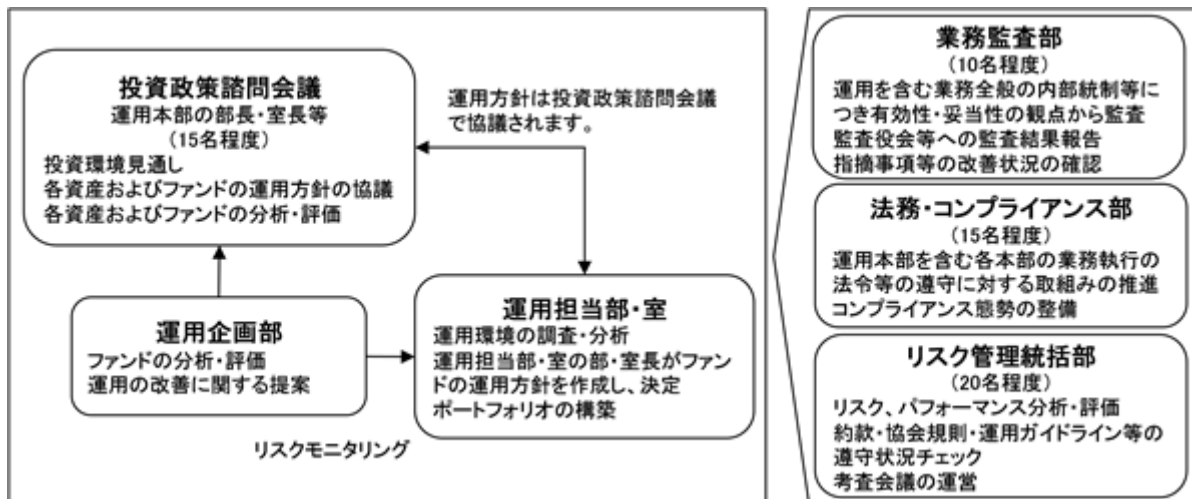 投資政策諮問会議
運用本部の部長・室長等
(15名程度)
投資環境見通し
各資産およびファンドの運用方針の協議
各資産およびファンドの分析・評価
運用方針は投資政策諮問会議
で協議されます。
運用企画部
ファンドの分析・評価
運用の改善に関する提案
運用担当部・室
運用環境の調査・分析
運用担当部・室の部・室長がファン
ドの運用方針を作成し、決定
ポートフォリオの構築
リスクモニタリング
業務監査部
(10名程度)
運用を含む業務全般の内部統制等に
つき有効性・妥当性の観点から監査
監査役会等への監査結果報告
指摘事項等の改善状況の確認
法務・コンプライアンス部
(15名程度)
運用本部を含む各本部の業務執行の
法令等の遵守に対する取組みの推進
コンプライアンス態勢の整備
リスク管理統括部
(20名程度)
リスク、パフォーマンス分析・評価
約款・協会規則・運用ガイドライン等の
遵守状況チェック
考査会議の運営